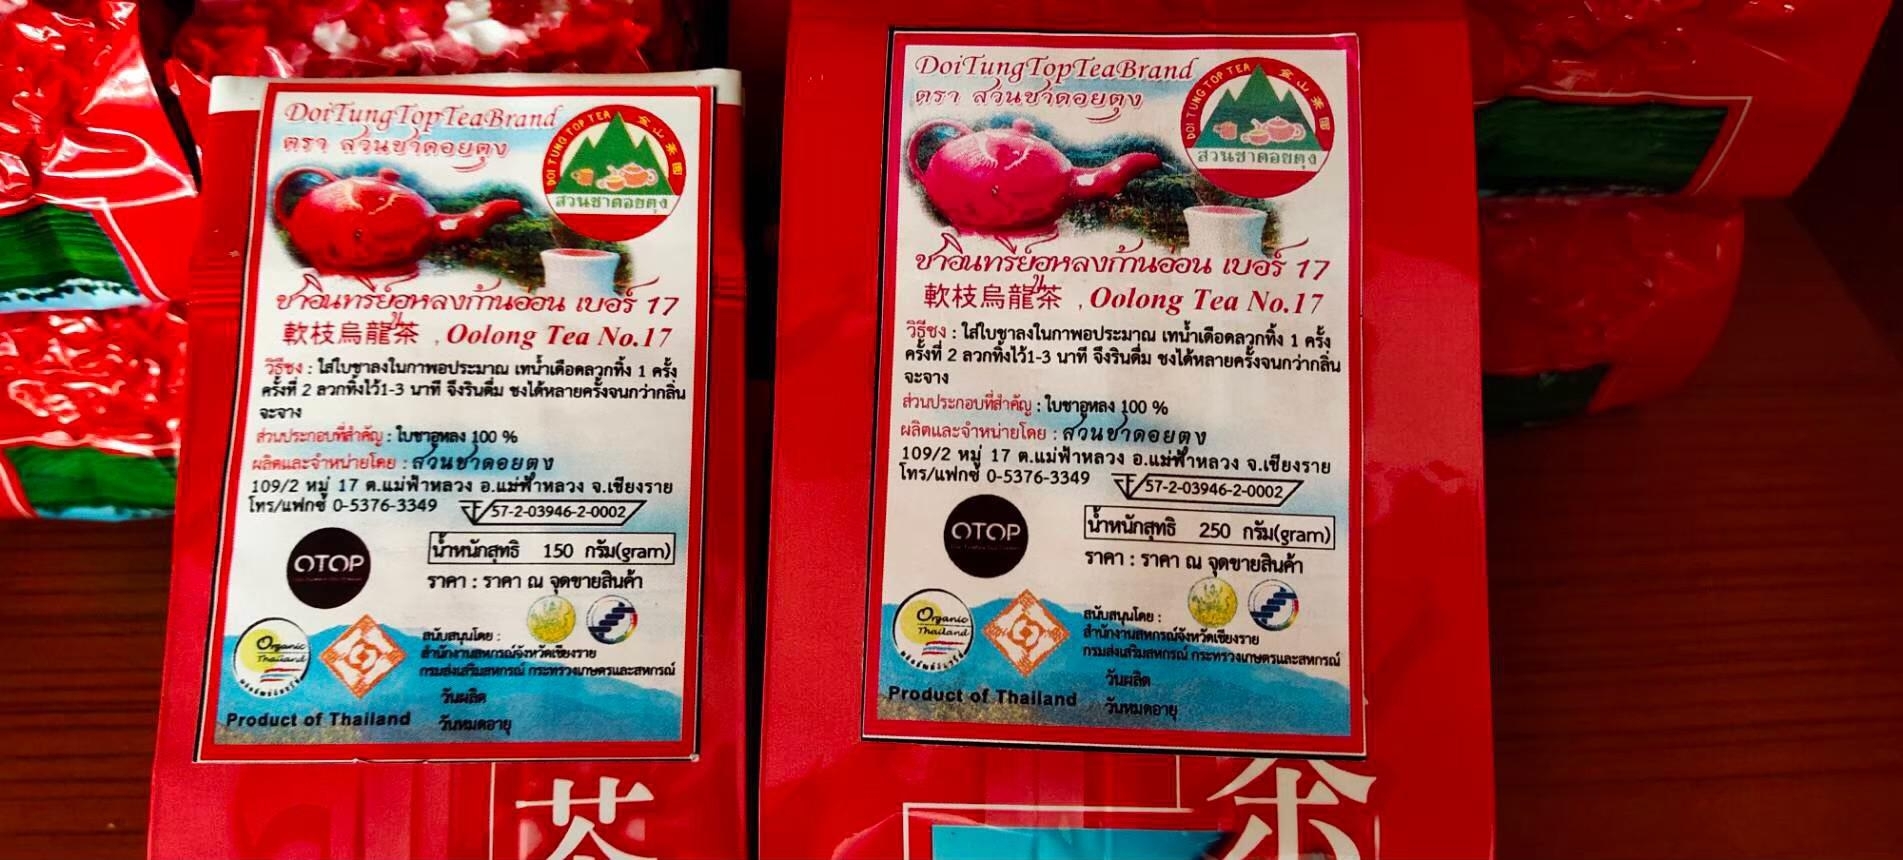 DoiTungTopTeaBrand
ตรา สวนชาดอยตุง
DOI TUNG TOP TEA 金山茶園
สวนชาดอยตุง
ชาอินทรีย์อูหลงก้านอ่อน เบอร์ 17
軟枝烏龍茶 , Oolong Tea No.17
วิธีชง : ใส่ใบชาลงในกาพอประมาณ เทน้ำเดือดลวกทิ้ง 1 ครั้ง
ครั้งที่ 2 ลวกทิ้งไว้1-3 นาที จึงรินดื่ม ชงได้หลายครั้งจนกว่ากลิ่น
จะจาง
ส่วนประกอบที่สำคัญ : ใบชาอูหลง 100 %
ผลิตและจำหน่ายโดย : สวนชาดอยตุง
109/2 หมู่ 17 ต.แม่ฟ้าหลวง อ.แม่ฟ้าหลวง จ.เชียงราย
โทร/แฟกซ์ 0-5376-3349
57-2-03946-2-0002
OTOP
น้ำหนักสุทธิ 150 กรัม(gram)
ราคา : ราคา ณ จุดขายสินค้า
Organic
Thailand
สนับสนุนโดย :
สำนักงานสหกรณ์จังหวัดเชียงราย
กรมส่งเสริมสหกรณ์ กระทรวงเกษตรและสหกรณ์
วันผลิต
Product of Thailand
วันหมดอายุ
茶
DoiTungTopTeaBrand
ตรา สวนชาดอยตุง
DOI TUNG TOP TEA 金山茶園
สวนชาดอยตุง
ชาอินทรีย์อูหลงก้านอ่อน เบอร์ 17
軟枝烏龍茶 , Oolong Tea No.17
วิธีชง : ใส่ใบชาลงในกาพอประมาณ เทน้ำเดือดลวกทิ้ง 1 ครั้ง
ครั้งที่ 2 ลวกทิ้งไว้1-3 นาที จึงรินดื่ม ชงได้หลายครั้งจนกว่ากลิ่น
จะจาง
ส่วนประกอบที่สำคัญ : ใบชาอูหลง 100 %
ผลิตและจำหน่ายโดย : สวนชาดอยตุง
109/2 หมู่ 17 ต.แม่ฟ้าหลวง อ.แม่ฟ้าหลวง จ.เชียงราย
โทร/แฟกซ์ 0-5376-3349
57-2-03946-2-0002
OTOP
น้ำหนักสุทธิ 250 กรัม(gram)
ราคา : ราคา ณ จุดขายสินค้า
Organic
Thailand
สนับสนุนโดย :
สำนักงานสหกรณ์จังหวัดเชียงราย
กรมส่งเสริมสหกรณ์ กระทรวงเกษตรและสหกรณ์
วันผลิต
Product of Thailand
วันหมดอายุ
茶